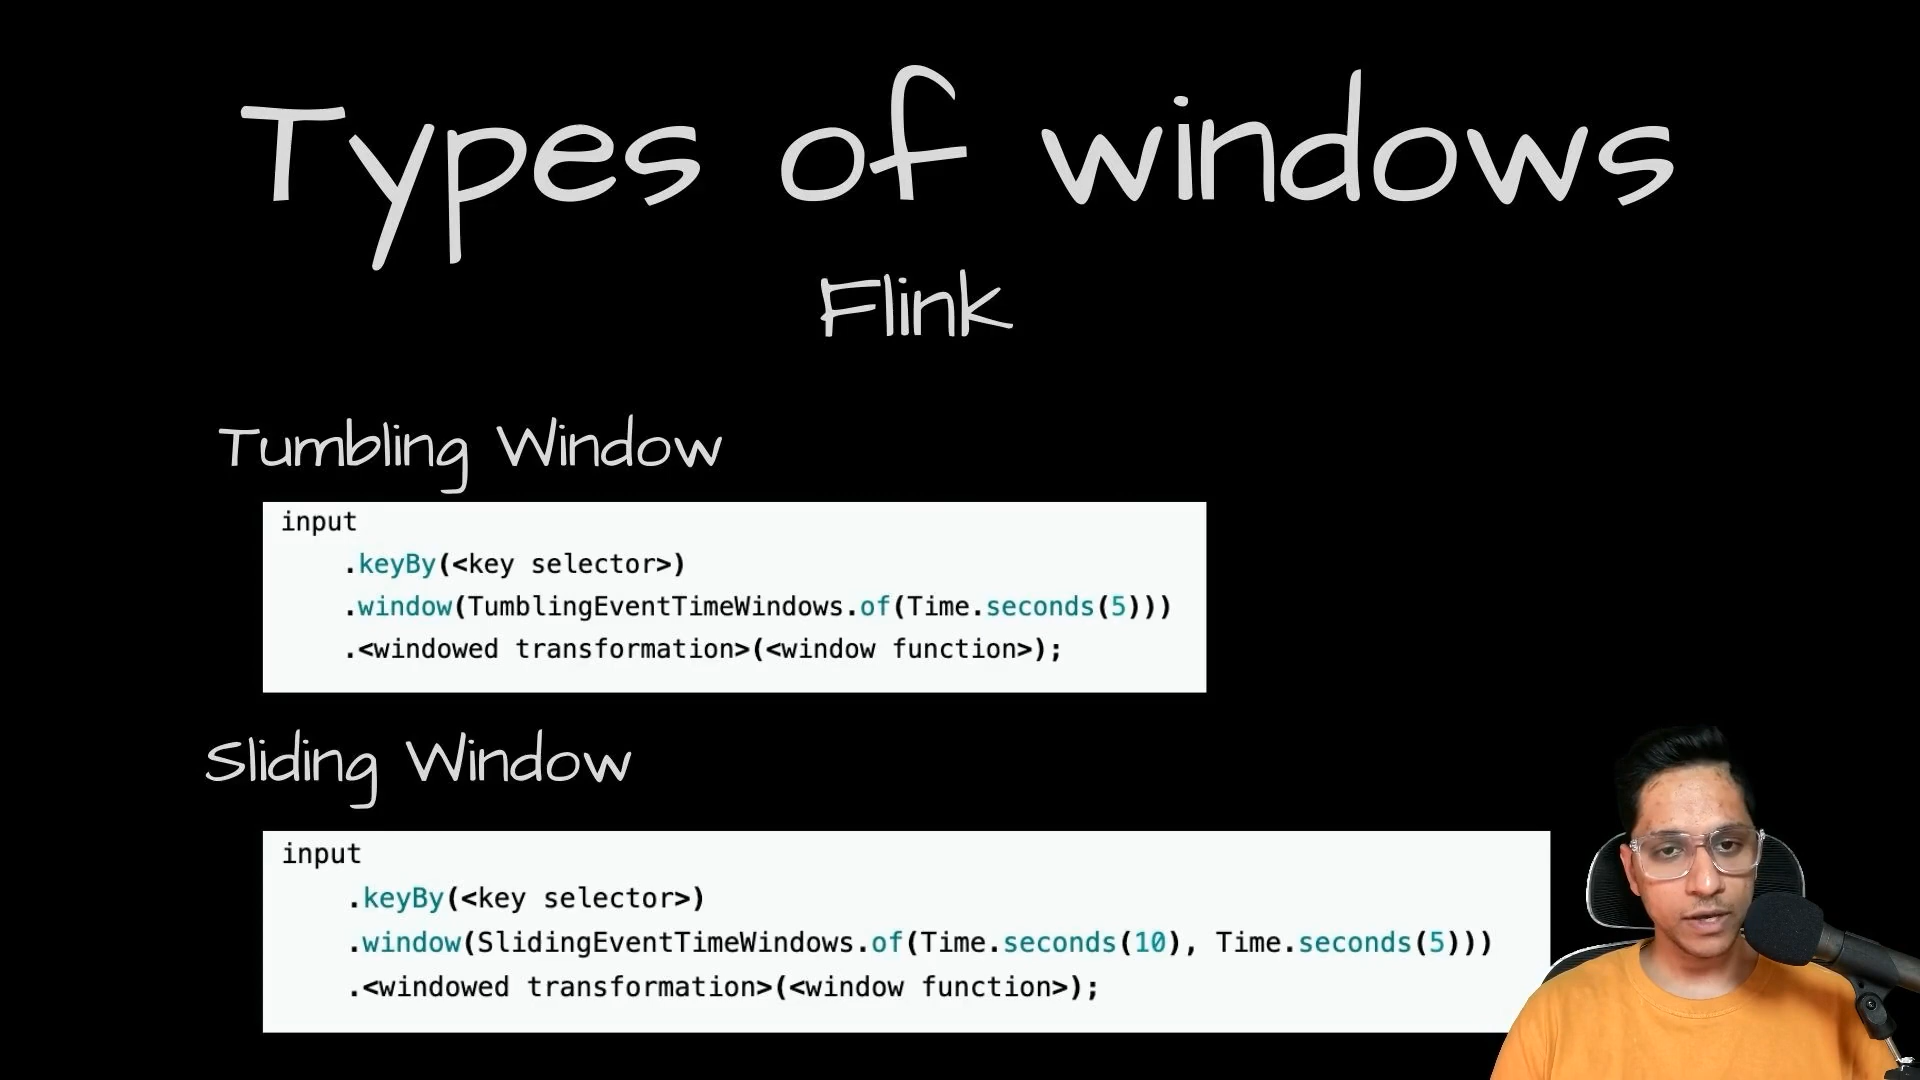 Types of windows
Flink
Tumbling Window
input
.keyBy(<key selector>)
.window(TumblingEventTimeWindows.of(Time.seconds(5)))
.<windowed transformation>(<window function>);
Sliding Window
input
.keyBy(<key selector>)
.window(SlidingEventTimeWindows.of(Time.seconds(10), Time.seconds(5)))
.<windowed transformation>(<window function>);